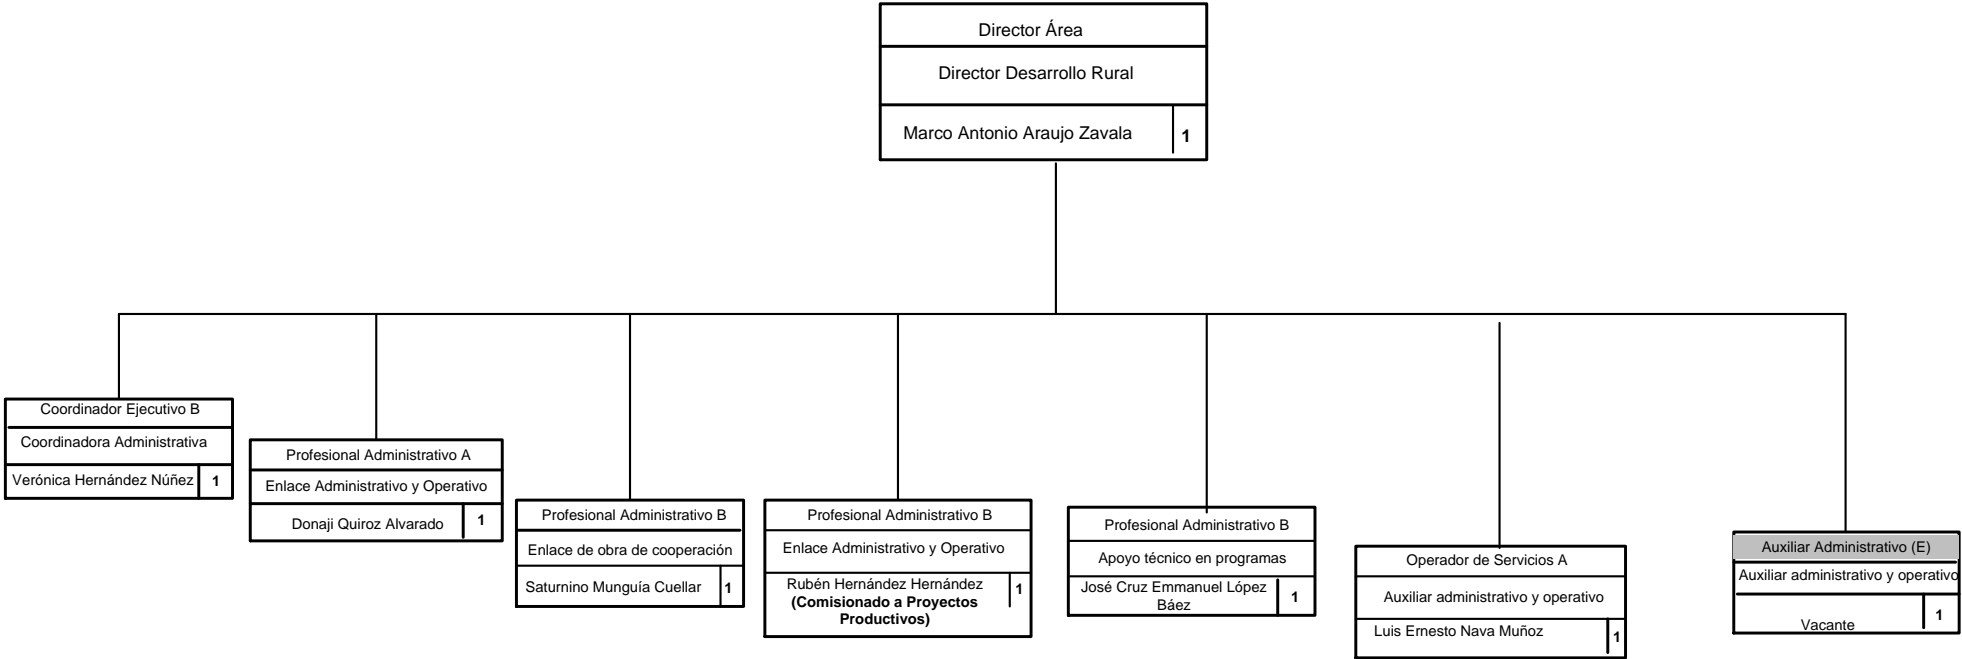 Director Área
Director Desarrollo Rural
Marco Antonio Araujo Zavala
1
Coordinador Ejecutivo B
Coordinadora Administrativa
Verónica Hernández Núñez
1
Profesional Administrativo A
Enlace Administrativo y Operativo
Donaji Quiroz Alvarado
1
Profesional Administrativo B
Enlace de obra de cooperación
Saturnino Munguía Cuellar
1
Profesional Administrativo B
Enlace Administrativo y Operativo
Rubén Hernández Hernández
(Comisionado a Proyectos
Productivos)
1
Profesional Administrativo B
Apoyo técnico en programas
José Cruz Emmanuel López
Báez
1
Operador de Servicios A
Auxiliar administrativo y operativo
Luis Ernesto Nava Muñoz
1
Auxiliar Administrativo (E)
Auxiliar administrativo y operativo
Vacante
1